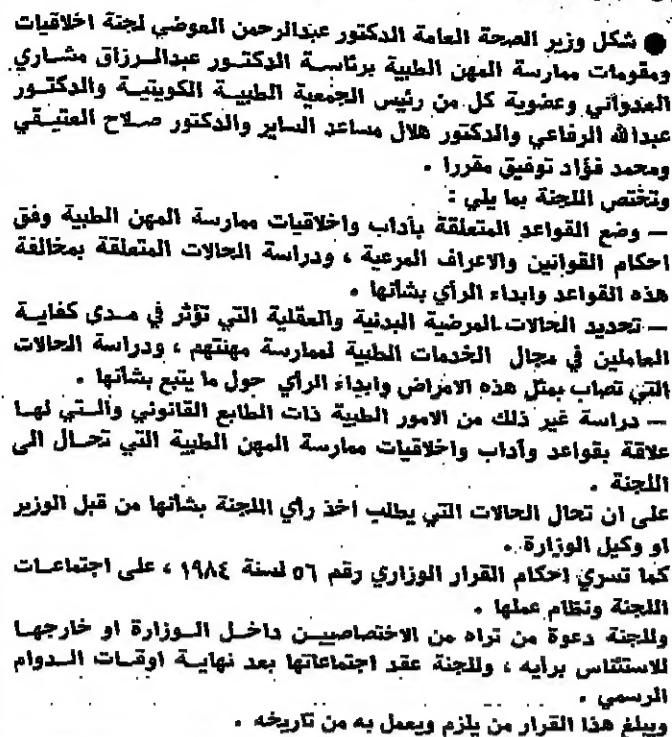 ● شكل وزير الصحة العامة الدكتور عبدالرحمن العوضي لجنة اخلاقيات
ومقومات ممارسة المهن الطبية برئاسة الدكتور عبدالرزاق مشاري
العدواني وعضوية كل من رئيس الجمعية الطبية الكويتية والدكتور
عبدالله الرفاعي والدكتور هلال مساعد الساير والدكتور صلاح العتيقي
ومحمد فؤاد توفيق مقررا .
وتختص اللجنة بما يلي :
— وضع القواعد المتعلقة بآداب واخلاقيات ممارسة المهن الطبية وفق
احكام القوانين والاعراف المرعية ، ودراسة الحالات المتعلقة بمخالفة
هذه القواعد وابداء الرأي بشأنها .
— تحديد الحالات المرضية البدنية والعقلية التي تؤثر في مدى كفاية
العاملين في مجال الخدمات الطبية لممارسة مهنتهم ، ودراسة الحالات
التي تصاب بمثل هذه الامراض وابداء الرأي حول ما يتبع بشأنها .
— دراسة غير ذلك من الامور الطبية ذات الطابع القانوني والتي لها
علاقة بقواعد وآداب واخلاقيات ممارسة المهن الطبية التي تحال الى
اللجنة .
على ان تحال الحالات التي يطلب اخذ رأي اللجنة بشأنها من قبل الوزير
او وكيل الوزارة .
كما تسري احكام القرار الوزاري رقم ٥٦ لسنة ١٩٨٤ ، على اجتماعات
اللجنة ونظام عملها .
وللجنة دعوة من تراه من الاختصاصيين داخل الوزارة او خارجها
للاستئناس برأيه ، وللجنة عقد اجتماعاتها بعد نهاية اوقات الدوام
الرسمي .
ويبلغ هذا القرار من يلزم ويعمل به من تاريخه .